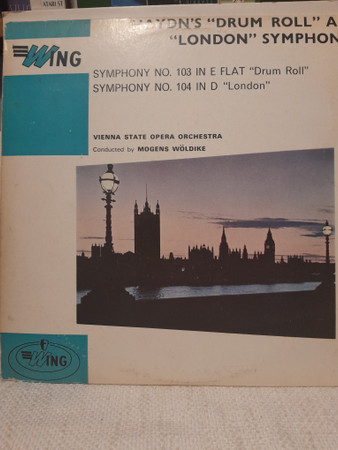 HAYDN'S "DRUM ROLL" A
"LONDON" SYMPHON
WING
SYMPHONY NO. 103 IN E FLAT "Drum Roll"
SYMPHONY NO. 104 IN D "London"
VIENNA STATE OPERA ORCHESTRA
Conducted by MOGENS WÖLDIKE
WING